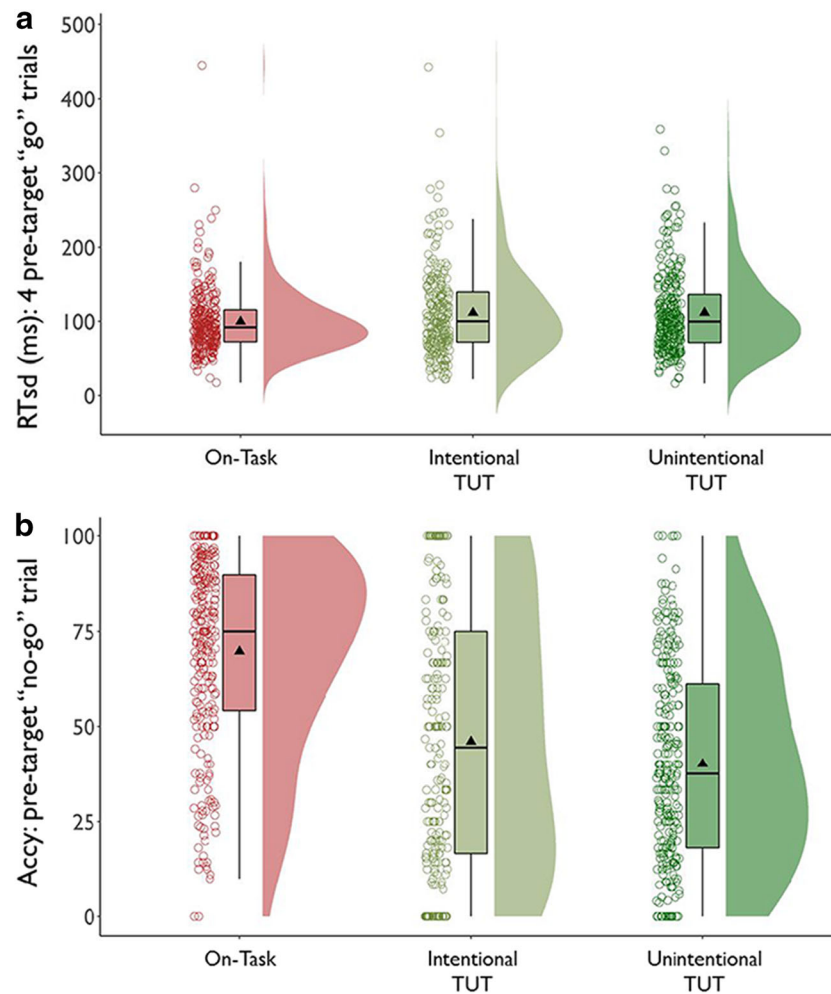 a
RTsd (ms): 4 pre-target “go” trials
500
400
300
200
100
0
On-Task
Intentional
TUT
Unintentional
TUT
b
Accy: pre-target “no-go” trial
100
75
50
25
0
On-Task
Intentional
TUT
Unintentional
TUT